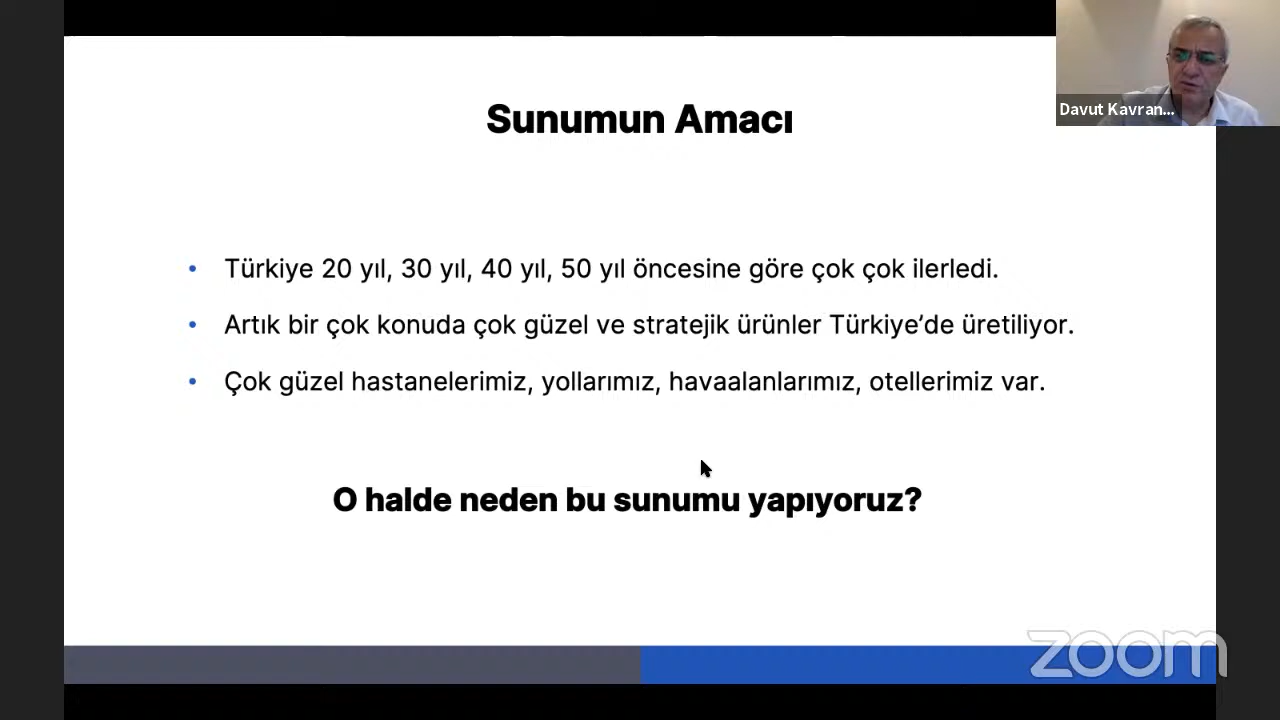 Sunumun Amacı
Davut Kavran...
• Türkiye 20 yıl, 30 yıl, 40 yıl, 50 yıl öncesine göre çok çok ilerledi.
• Artık bir çok konuda çok güzel ve stratejik ürünler Türkiye’de üretiliyor.
• Çok güzel hastanelerimiz, yollarımız, havaalanlarımız, otellerimiz var.
O halde neden bu sunumu yapıyoruz?
zoom